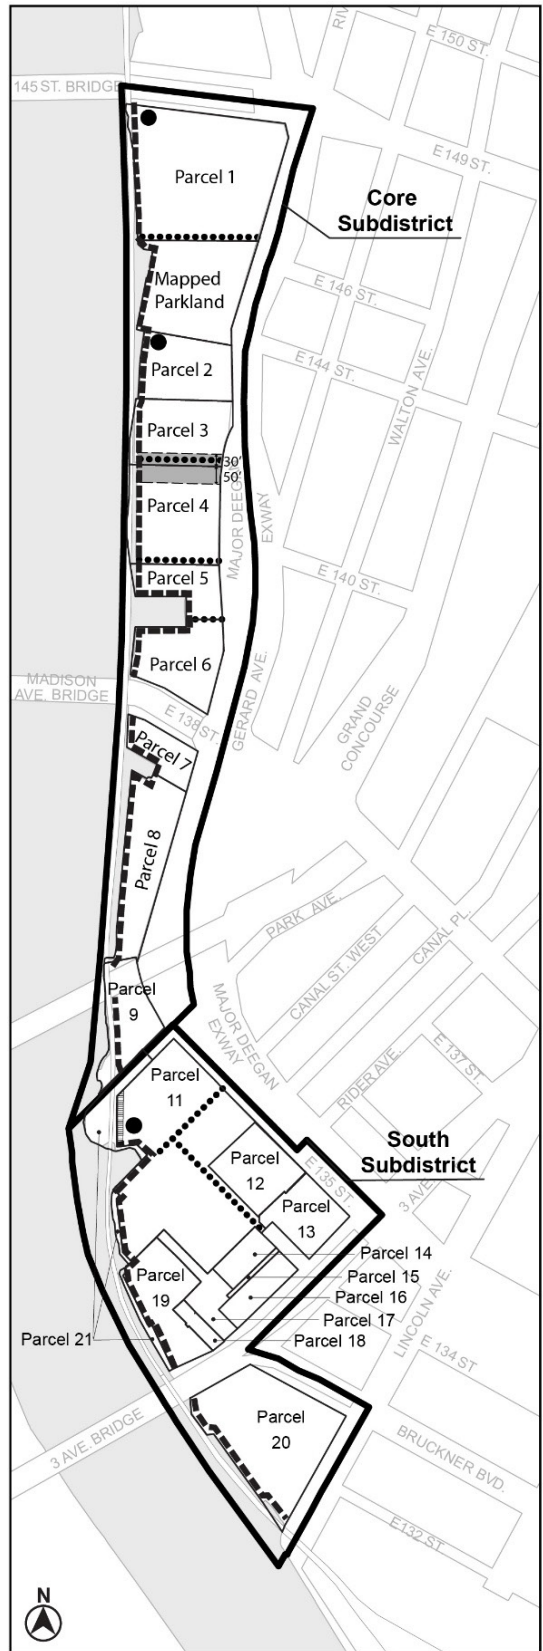 RIV
E 150 ST.
145 ST. BRIDGE
E 149 ST.
Parcel 1
Core
Subdistrict
Mapped
Parkland
E 146 ST.
E 144 ST.
Parcel 2
WALTON AVE.
Parcel 3
30'
50'
Parcel 4
MAJOR DEEGAN
EXWAY
Parcel 5
E 140 ST.
Parcel 6
MADISON
AVE. BRIDGE
E 138 ST.
GERARD AVE.
GRAND
CONCOURSE
Parcel 7
Parcel 8
PARK AVE.
CANAL ST. WEST
CANAL PL.
Parcel
9
MAJOR DEEGAN
EXWAY
E 137 ST.
RIDER AVE.
Parcel
11
South
Subdistrict
E 135 ST
3 AVE.
Parcel
12
Parcel
13
Parcel 14
Parcel 15
Parcel
19
Parcel 16
Parcel 17
Parcel 18
Parcel 21
LINCOLN AVE.
E 134 ST
Parcel
20
3 AVE. BRIDGE
BRUCKNER BVD.
E132 ST.
N